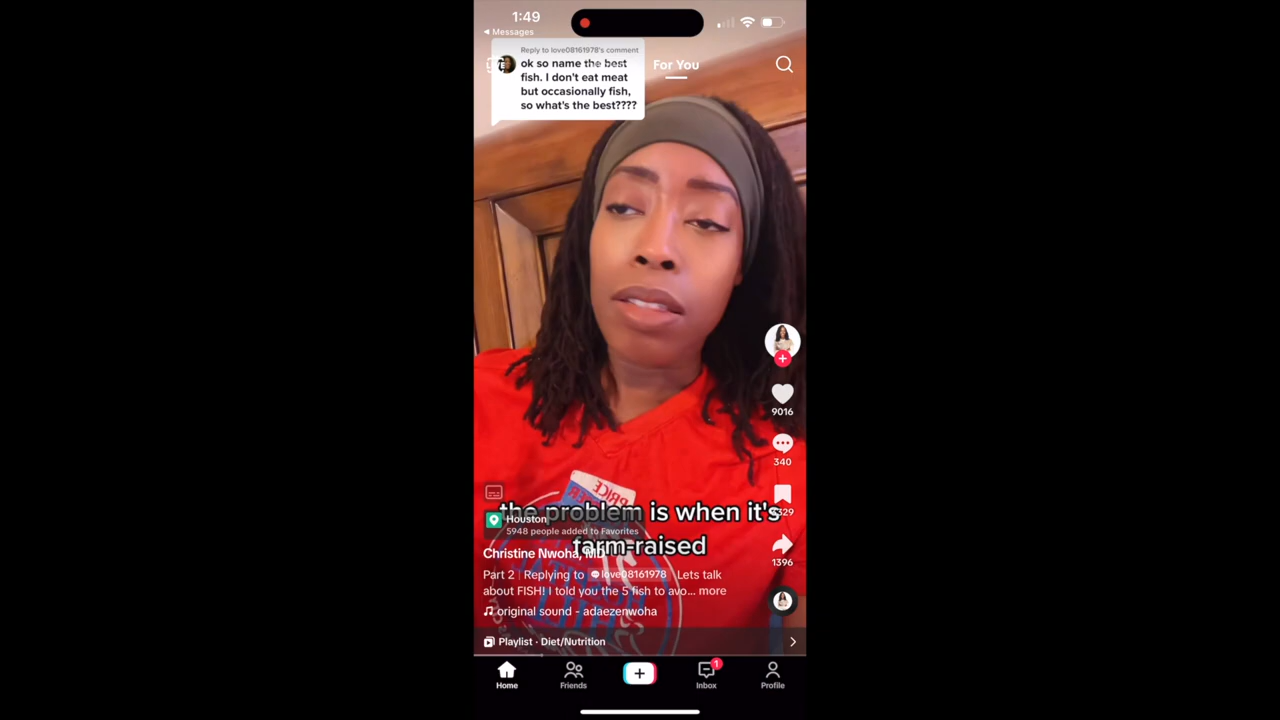 1:49
Messages
Reply to love08161978's comment
ok so name the best
fish. I don't eat meat
but occasionally fish,
so what's the best????
For You
9016
340
1396
the problem is when it's
farm-raised
Houston
5948 people added to Favorites
Christine Nwoha, MD
Part 2 | Replying to love08161978 Lets talk
about FISH! I told you the 5 fish to avo... more
original sound - adaezenwoha
Playlist · Diet/Nutrition
Home
Friends
1
Inbox
Profile